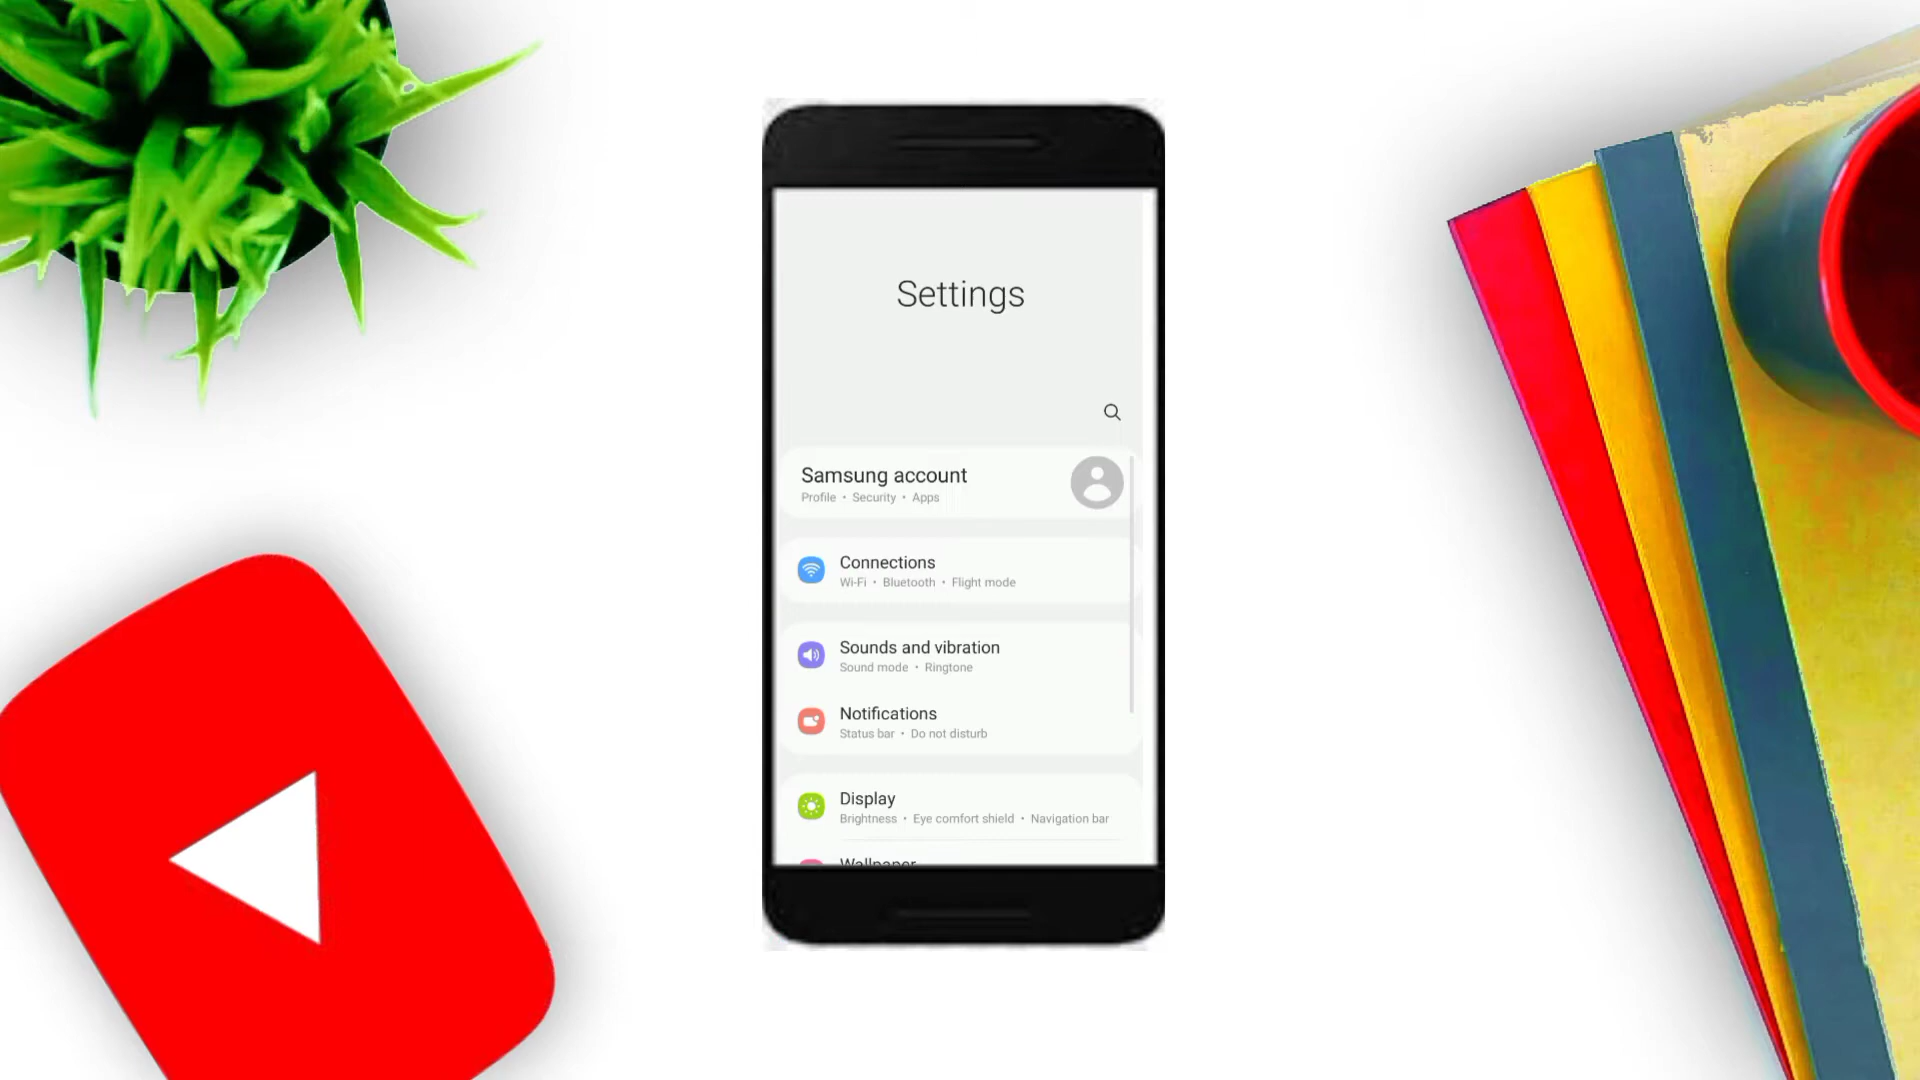 Settings
Samsung account
Profile • Security • Apps
Connections
Wi-Fi • Bluetooth • Flight mode
Sounds and vibration
Sound mode • Ringtone
Notifications
Status bar • Do not disturb
Display
Brightness • Eye comfort shield • Navigation bar
Wallpaper